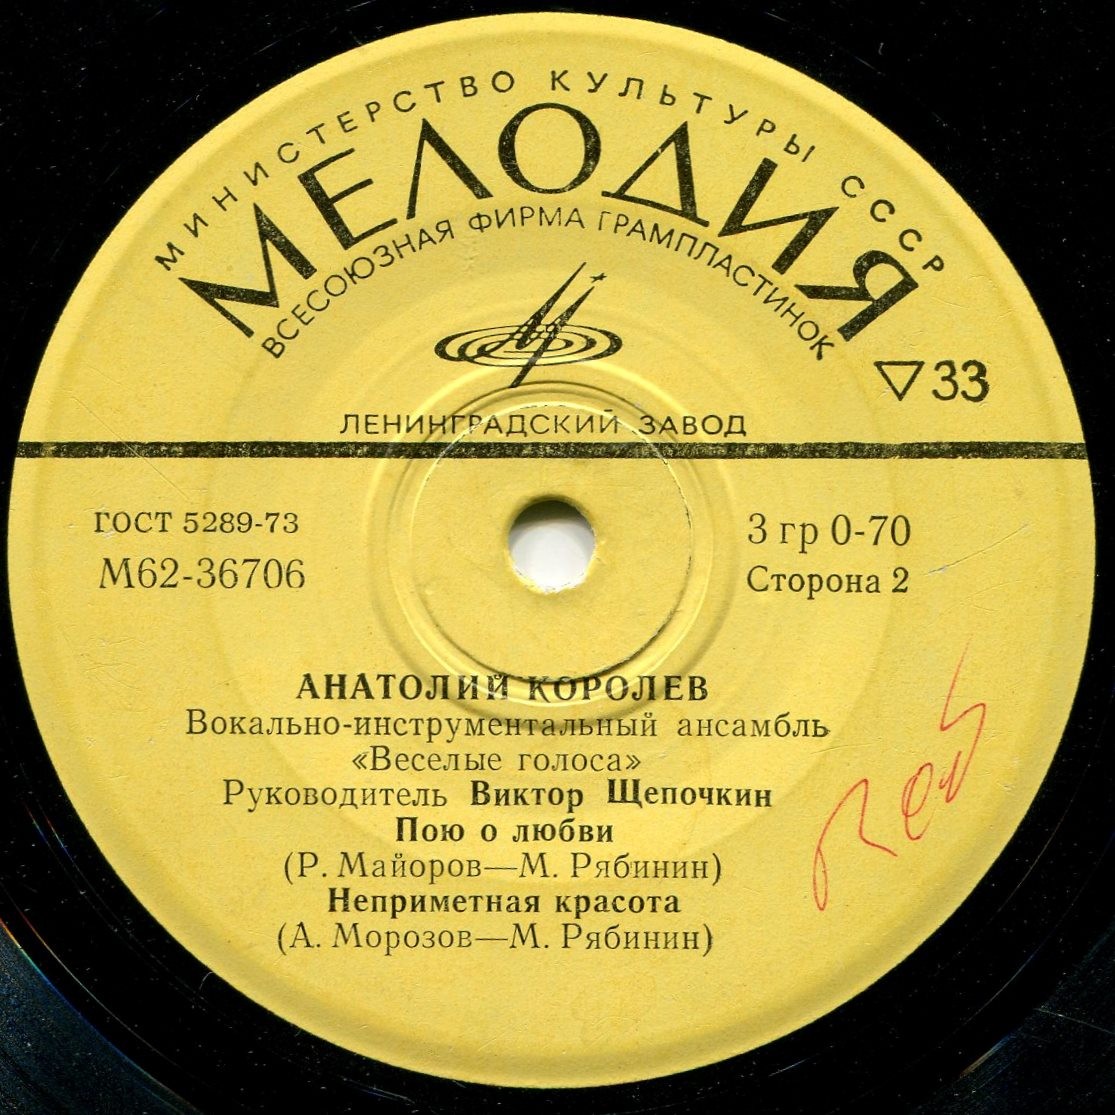 МИНИСТЕРСТВО КУЛЬТУРЫ СССР
МЕЛОДИЯ
ВСЕСОЮЗНАЯ ФИРМА ГРАМПЛАСТИНОК
33
ЛЕНИНГРАДСКИЙ ЗАВОД
ГОСТ 5289-73
М62-36706
3 гр 0-70
Сторона 2
АНАТОЛИЙ КОРОЛЕВ
Вокально-инструментальный ансамбль
«Веселые голоса»
Руководитель Виктор Щепочкин
Пою о любви
(Р. Майоров—М. Рябинин)
Неприметная красота
(А. Морозов—М. Рябинин)